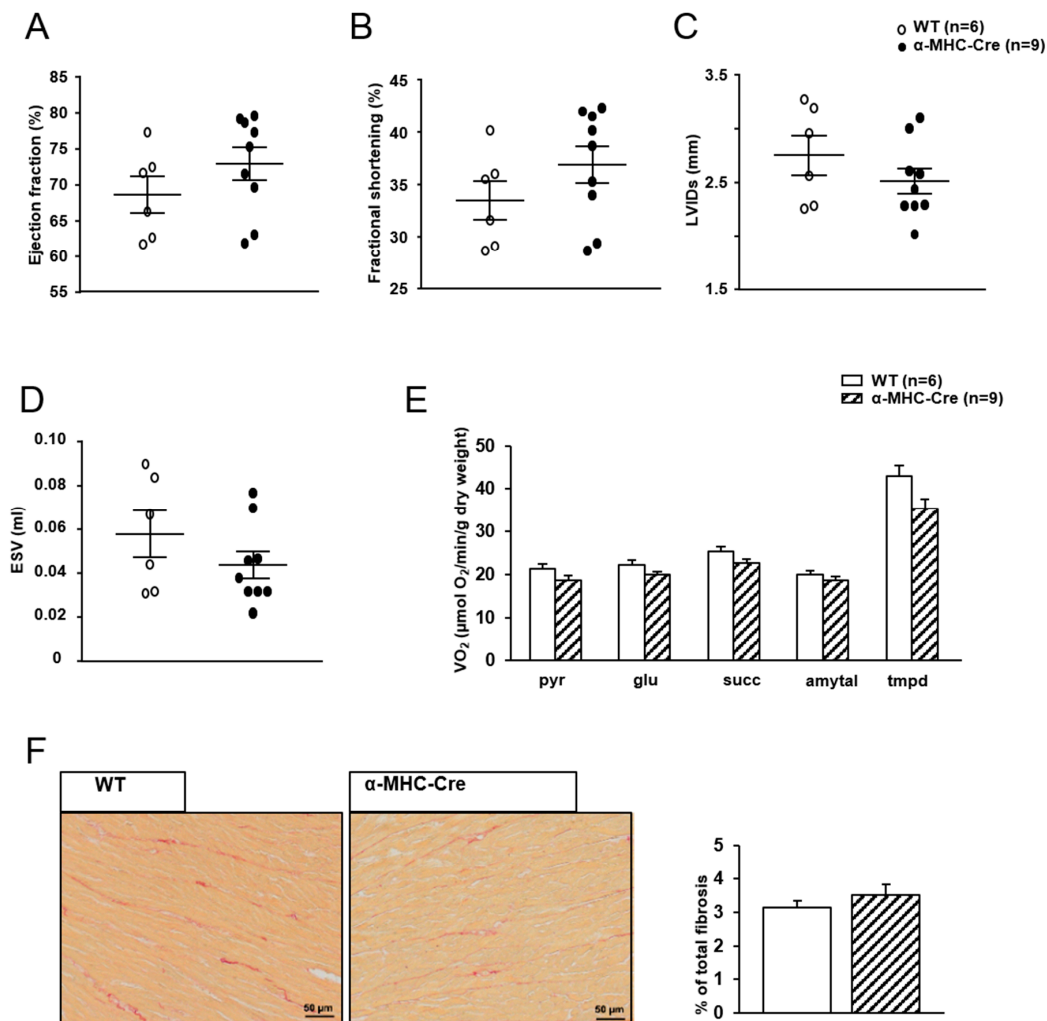 A
B
C
WT (n=6)
α-MHC-Cre (n=9)
Ejection fraction (%)
85
80
75
70
65
60
55
Fractional shortening (%)
45
40
35
30
25
LVIDs (mm)
3.5
2.5
1.5
D
E
WT (n=6)
α-MHC-Cre (n=9)
ESV (ml)
0.10
0.08
0.06
0.04
0.02
0
VO₂ (µmol O₂/min/g dry weight)
50
40
30
20
10
0
pyr glu succ amytal tmpd
F
WT
α-MHC-Cre
50 µm
50 µm
% of total fibrosis
5
4
3
2
1
0